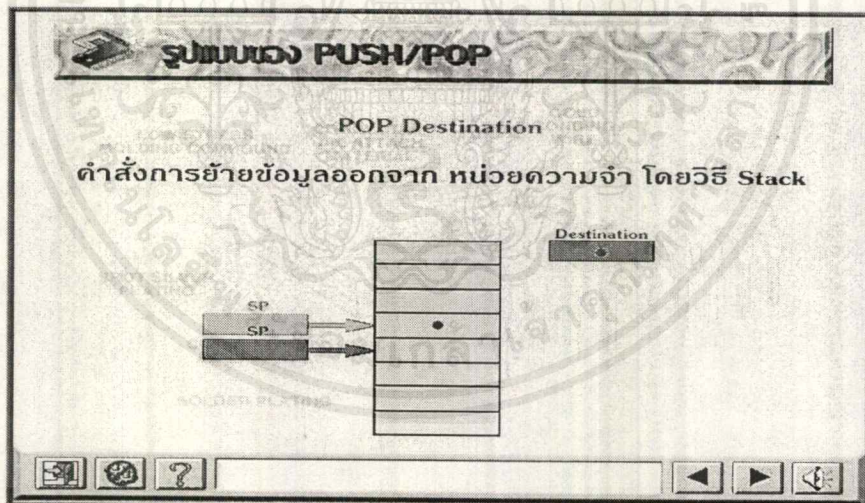 รูปแบบของ PUSH/POP
POP Destination
คำสั่งการย้ายข้อมูลออกจาก หน่วยความจำ โดยวิธี Stack
Destination
SP
SP
?